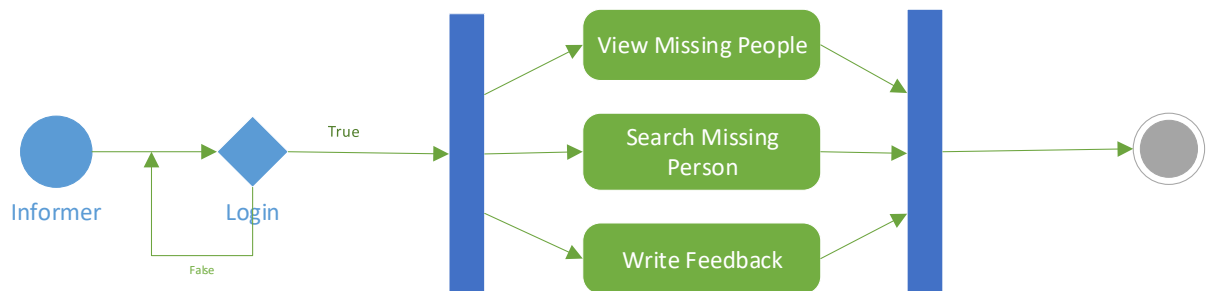 View Missing People
True
Search Missing
Person
Informer
Login
False
Write Feedback